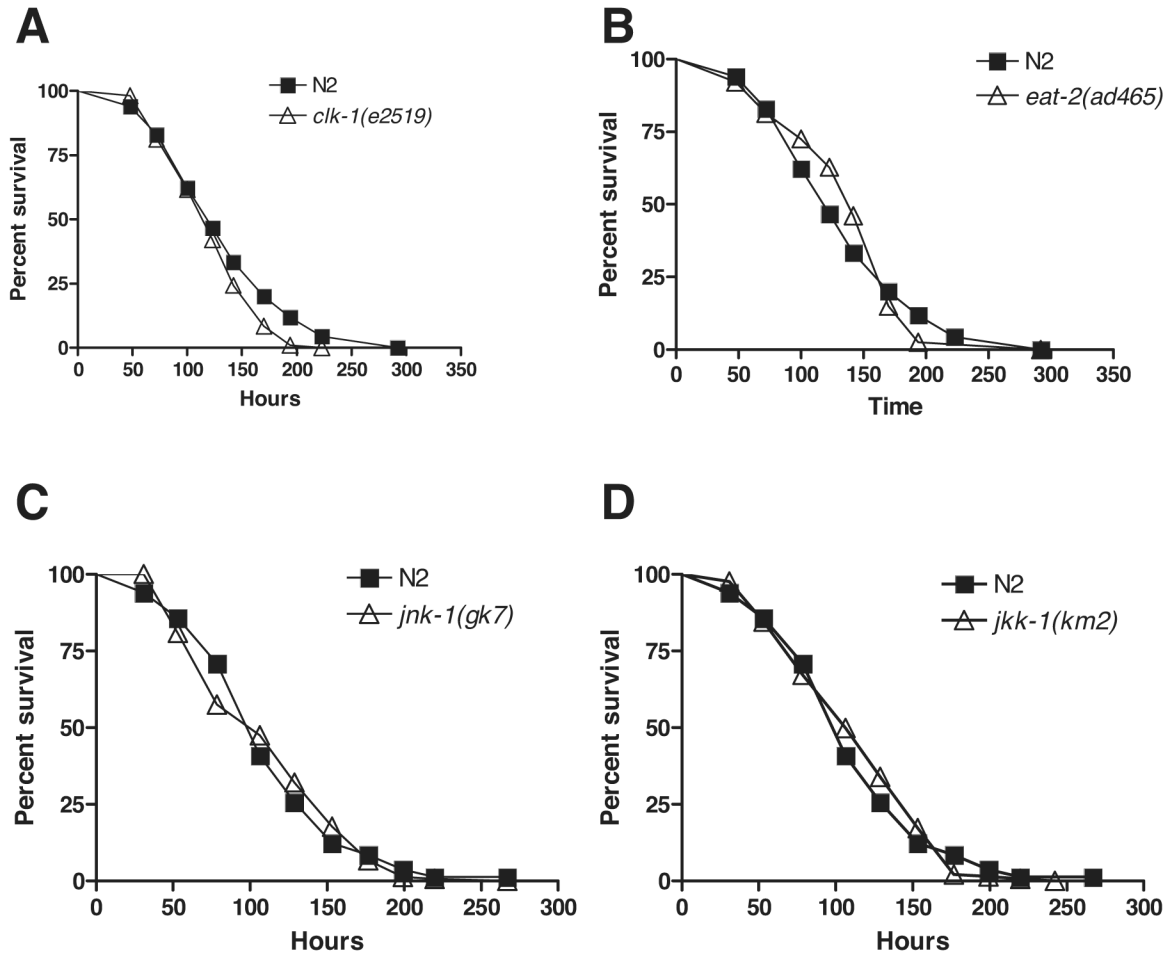 A
N2
clk-1(e2519)
Percent survival
100
75
50
25
0
0 50 100 150 200 250 300 350
Hours
B
N2
eat-2(ad465)
Percent survival
100
75
50
25
0
0 50 100 150 200 250 300 350
Time
C
N2
jnk-1(gk7)
Percent survival
100
75
50
25
0
0 50 100 150 200 250 300
Hours
D
N2
jkk-1(km2)
Percent survival
100
75
50
25
0
0 50 100 150 200 250 300
Hours